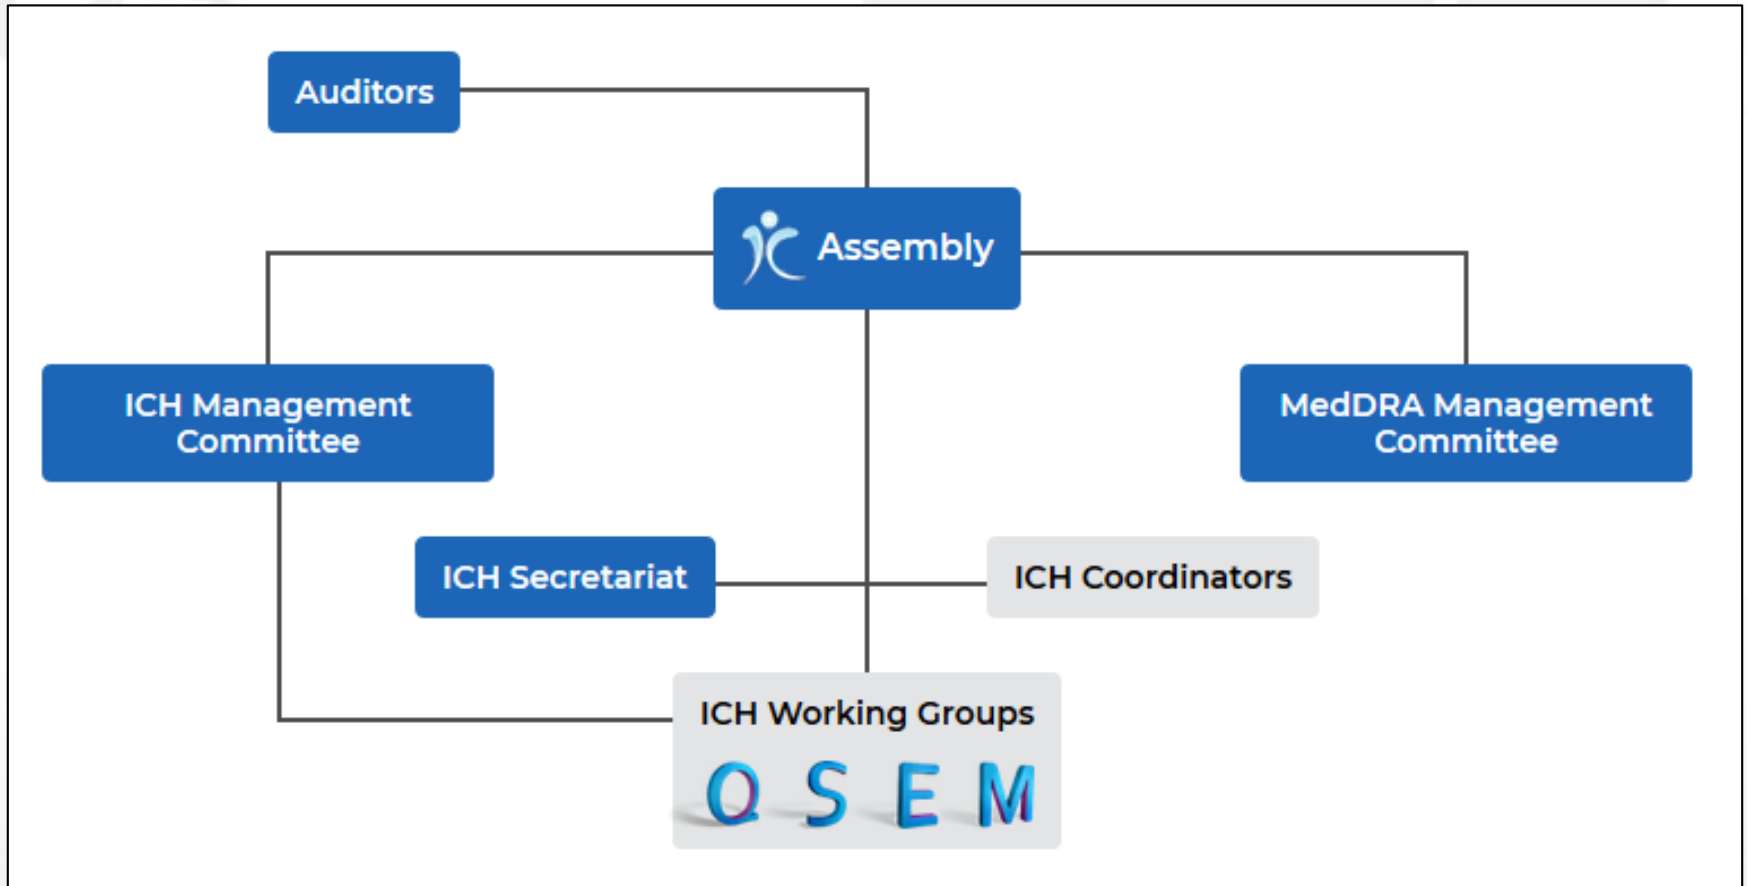 Auditors
Assembly
ICH Management
Committee
MedDRA Management
Committee
ICH Secretariat
ICH Coordinators
ICH Working Groups
Q S E M